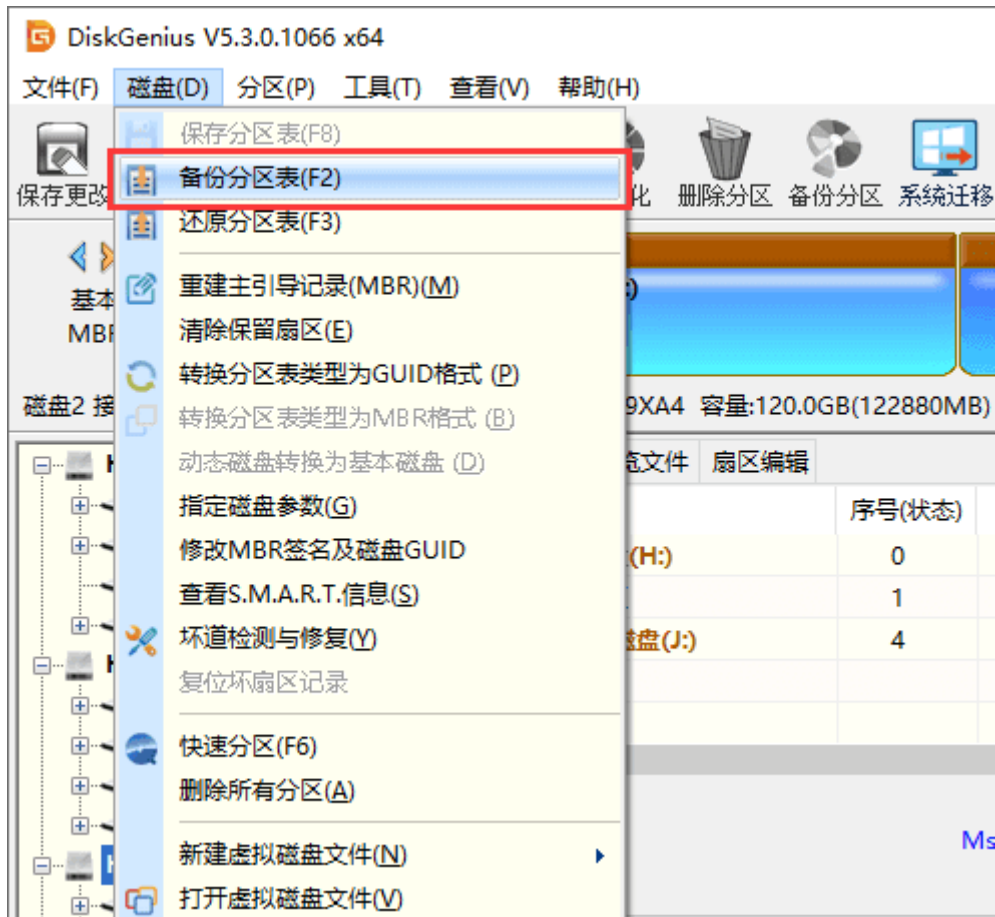 DiskGenius V5.3.0.1066 x64
文件(F) 磁盘(D) 分区(P) 工具(T) 查看(V) 帮助(H)
保存更改 化 删除分区 备份分区 系统迁移
保存分区表(F8)
备份分区表(F2)
还原分区表(F3)
重建主引导记录(MBR)(M)
清除保留扇区(E)
转换分区表类型为GUID格式 (P)
转换分区表类型为MBR格式 (B)
动态磁盘转换为基本磁盘 (D)
指定磁盘参数(G)
修改MBR签名及磁盘GUID
查看S.M.A.R.T.信息(S)
坏道检测与修复(Y)
复位坏扇区记录
快速分区(F6)
删除所有分区(A)
新建虚拟磁盘文件(N)
打开虚拟磁盘文件(V)
基本
MBR
:)
磁盘2 接 9XA4 容量:120.0GB(122880MB)
览文件 扇区编辑
序号(状态)
(H:) 0
1
磁盘(J:) 4
Ms